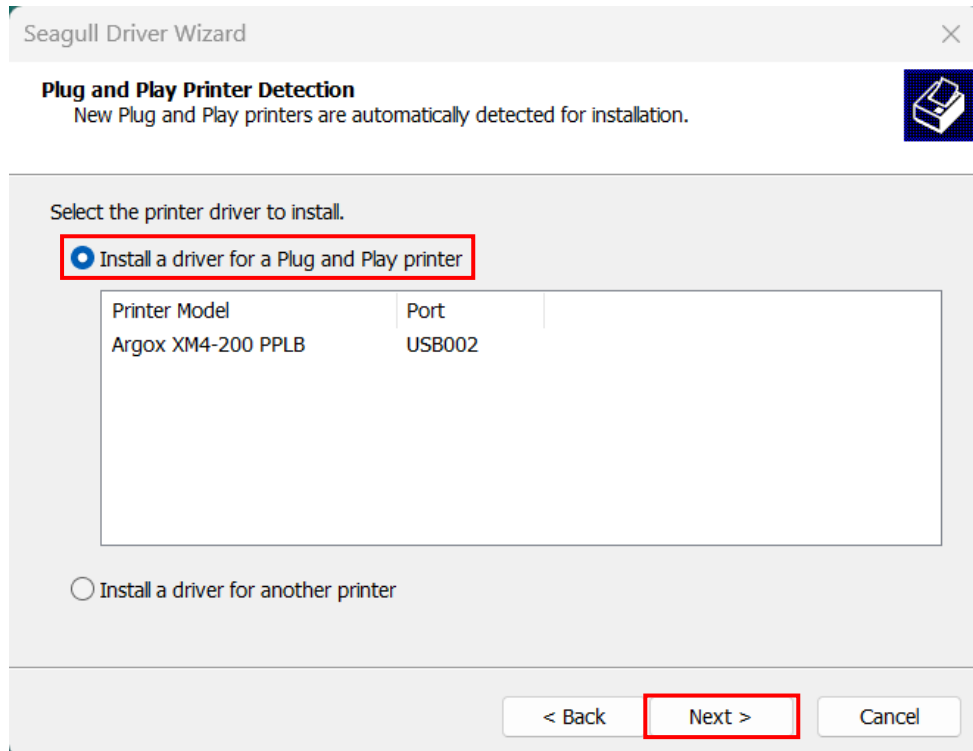 Seagull Driver Wizard
Plug and Play Printer Detection
New Plug and Play printers are automatically detected for installation.
Select the printer driver to install.
Install a driver for a Plug and Play printer
Printer Model Port
Argox XM4-200 PPLB USB002
Install a driver for another printer
< Back Next > Cancel